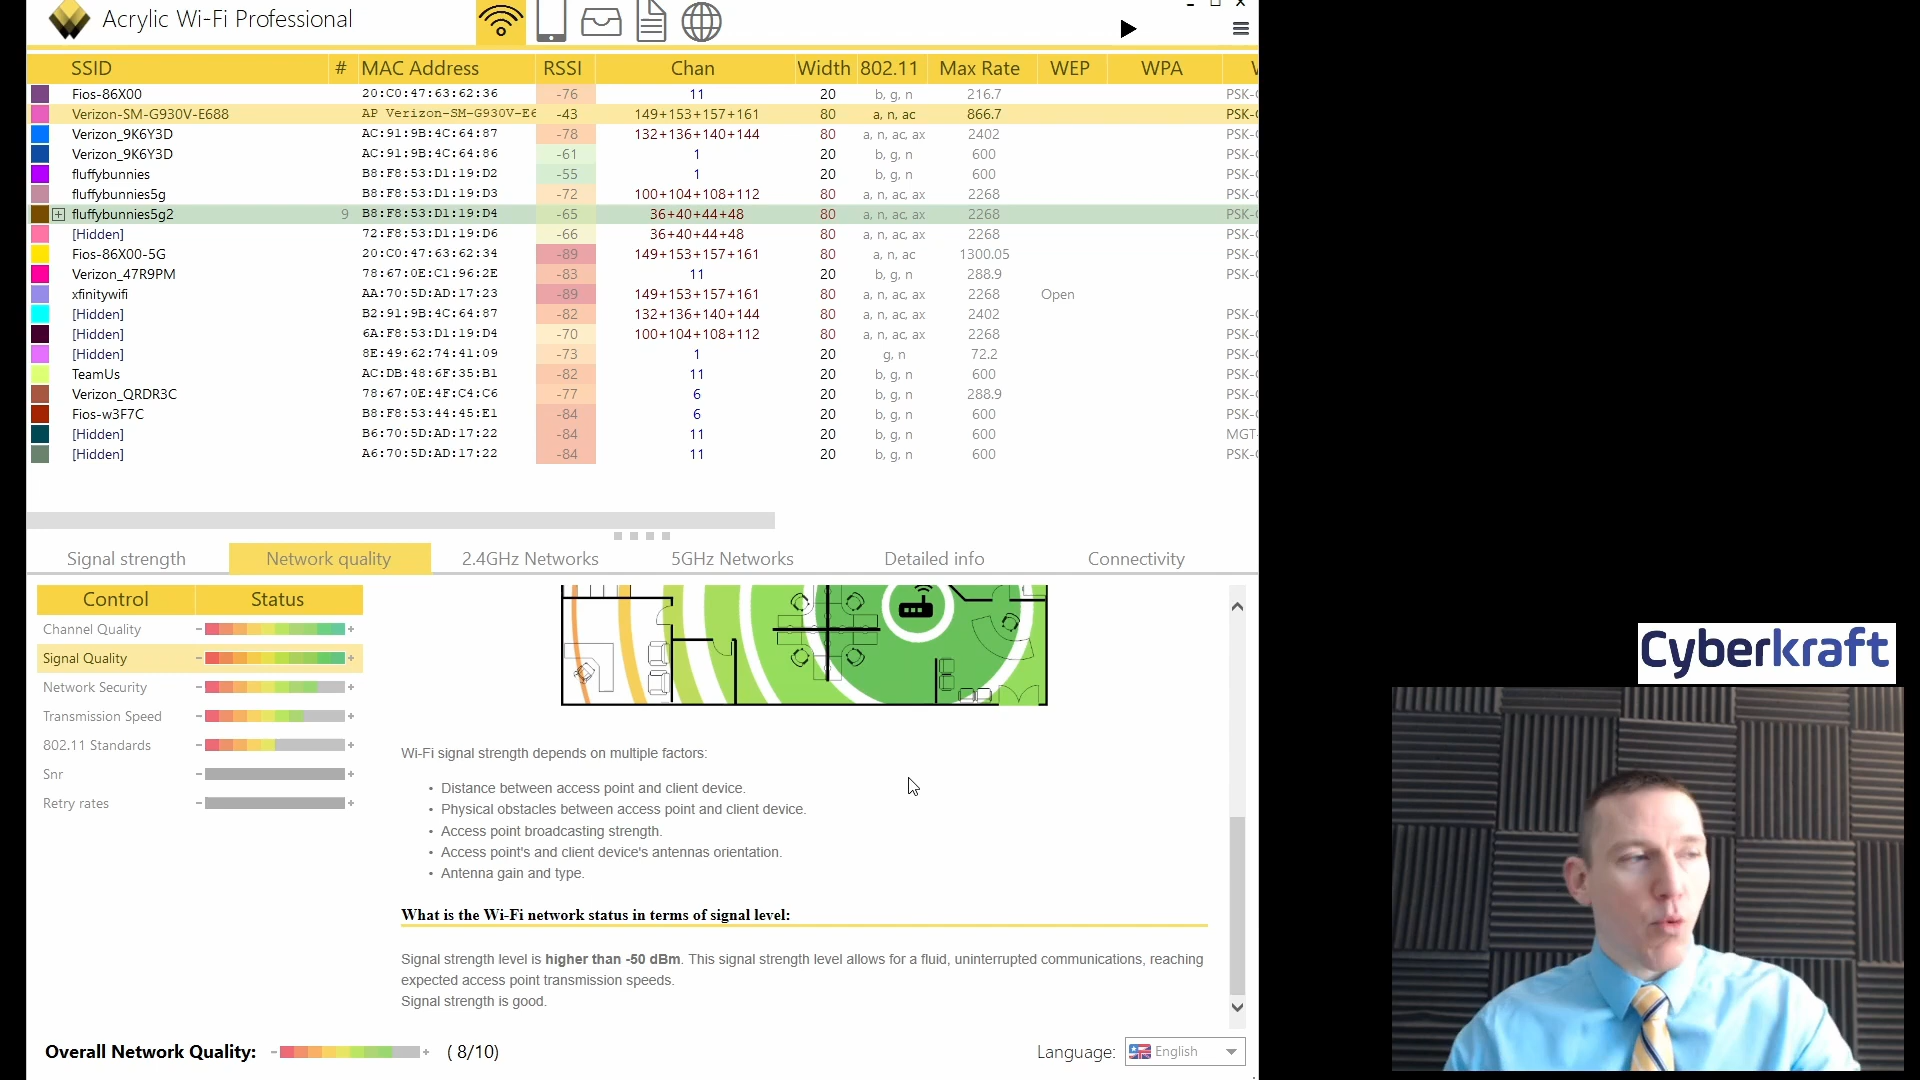 Acrylic Wi-Fi Professional
SSID # MAC Address RSSI Chan Width 802.11 Max Rate WEP WPA
Fios-86X00 20:C0:47:63:62:36 -76 11 20 b, g, n 216.7 PSK-
Verizon-SM-G930V-E688 AP Verizon-SM-G930V-E6 -43 149+153+157+161 80 a, n, ac 866.7 PSK-
Verizon_9K6Y3D AC:91:9B:4C:64:87 -78 132+136+140+144 80 a, n, ac, ax 2402 PSK-
Verizon_9K6Y3D AC:91:9B:4C:64:86 -61 1 20 b, g, n 600 PSK-
fluffybunnies B8:F8:53:D1:19:D2 -55 1 20 b, g, n 600 PSK-
fluffybunnies5g B8:F8:53:D1:19:D3 -72 100+104+108+112 80 a, n, ac, ax 2268 PSK-
fluffybunnies5g2 9 B8:F8:53:D1:19:D4 -65 36+40+44+48 80 a, n, ac, ax 2268 PSK-
[Hidden] 72:F8:53:D1:19:D6 -66 36+40+44+48 80 a, n, ac, ax 2268 PSK-
Fios-86X00-5G 20:C0:47:63:62:34 -89 149+153+157+161 80 a, n, ac 1300.05 PSK-
Verizon_47R9PM 78:67:0E:C1:96:2E -83 11 20 b, g, n 288.9 PSK-
xfinitywifi AA:70:5D:AD:17:23 -89 149+153+157+161 80 a, n, ac, ax 2268 Open
[Hidden] B2:91:9B:4C:64:87 -82 132+136+140+144 80 a, n, ac, ax 2402 PSK-
[Hidden] 6A:F8:53:D1:19:D4 -70 100+104+108+112 80 a, n, ac, ax 2268 PSK-
[Hidden] 8E:49:62:74:41:09 -73 1 20 g, n 72.2 PSK-
TeamUs AC:DB:48:6F:35:B1 -82 11 20 b, g, n 600 PSK-
Verizon_QRDR3C 78:67:0E:4F:C4:C6 -77 6 20 b, g, n 288.9 PSK-
Fios-w3F7C B8:F8:53:44:45:E1 -84 6 20 b, g, n 600 PSK-
[Hidden] B6:70:5D:AD:17:22 -84 11 20 b, g, n 600 MGT-
[Hidden] A6:70:5D:AD:17:22 -84 11 20 b, g, n 600 PSK-
Signal strength Network quality 2.4GHz Networks 5GHz Networks Detailed info Connectivity
Control Status
Channel Quality - +
Signal Quality - +
Network Security - +
Transmission Speed - +
802.11 Standards - +
Snr - +
Retry rates - +
Wi-Fi signal strength depends on multiple factors:
• Distance between access point and client device.
• Physical obstacles between access point and client device.
• Access point broadcasting strength.
• Access point's and client device's antennas orientation.
• Antenna gain and type.
What is the Wi-Fi network status in terms of signal level:
Signal strength level is higher than -50 dBm. This signal strength level allows for a fluid, uninterrupted communications, reaching
expected access point transmission speeds.
Signal strength is good.
Overall Network Quality: - + ( 8/10)
Language: English
Cyberkraft